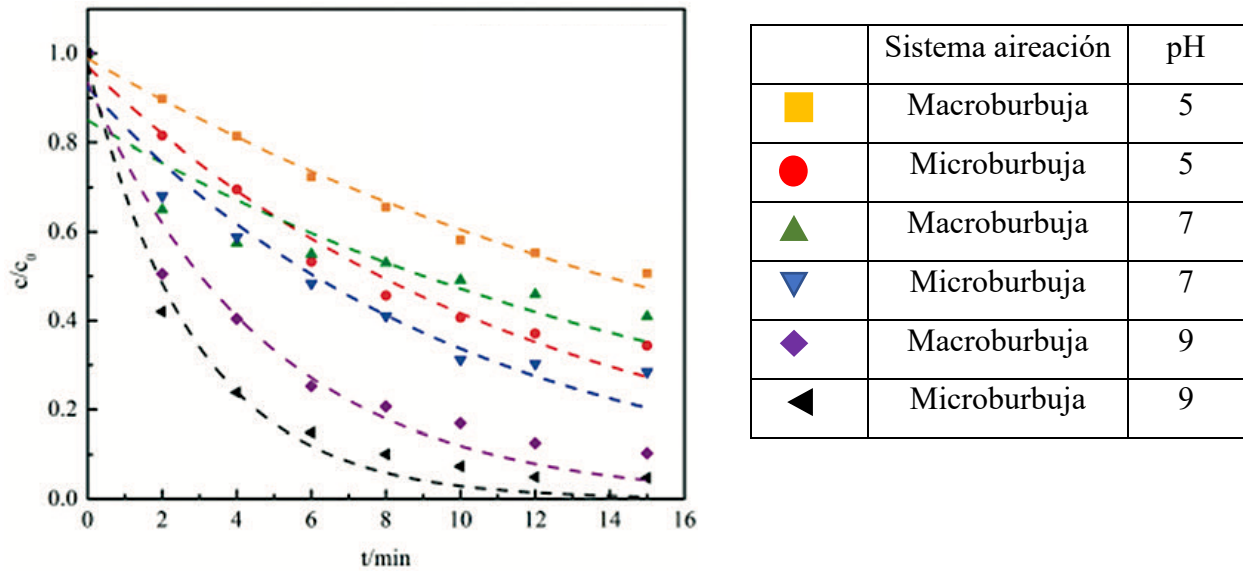 1.0
0.8
0.6
0.4
0.2
0.0
c/c₀
0 2 4 6 8 10 12 14 16
t/min
Sistema aireación pH
Macroburbuja 5
Microburbuja 5
Macroburbuja 7
Microburbuja 7
Macroburbuja 9
Microburbuja 9